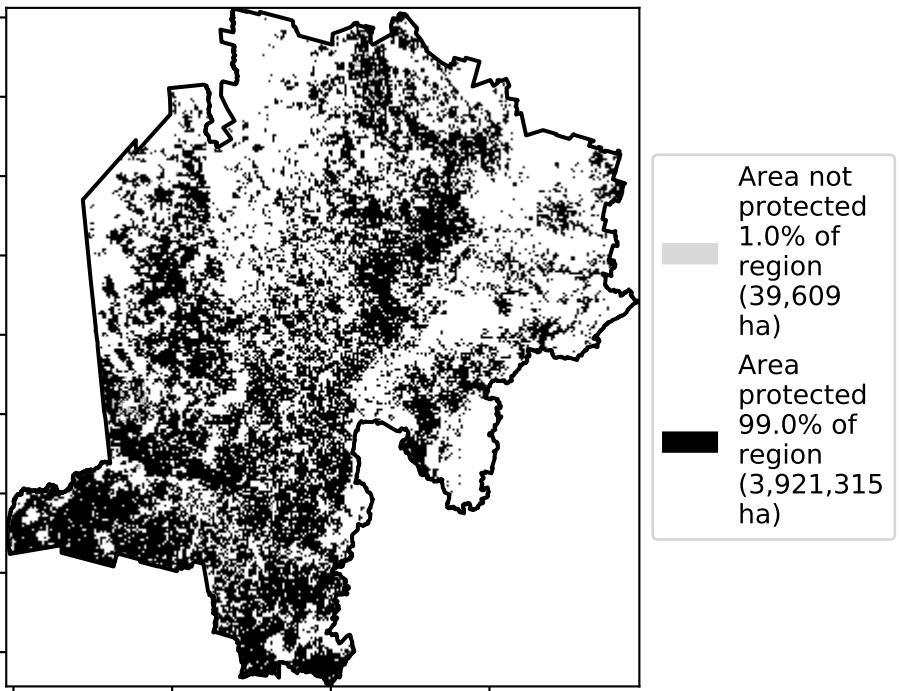 Area not
protected
1.0% of
region
(39,609
ha)
Area
protected
99.0% of
region
(3,921,315
ha)